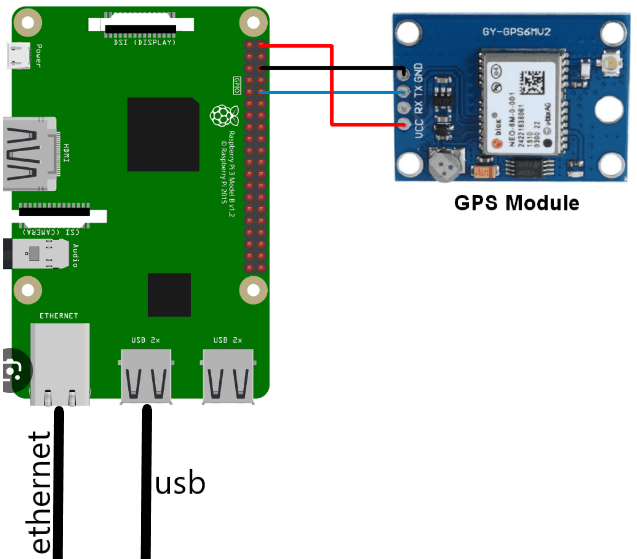 DSI (DISPLAY)
Power
HDMI
GPIO
Raspberry Pi 3 Model B v1.2
© Raspberry Pi 2015
CSI (CAMERA)
Audio
ETHERNET
USB 2x
USB 2x
ethernet
usb
GY-GPS6MV2
VCC RX TX GND
blox
NEO-6M-0-001
GPS Module